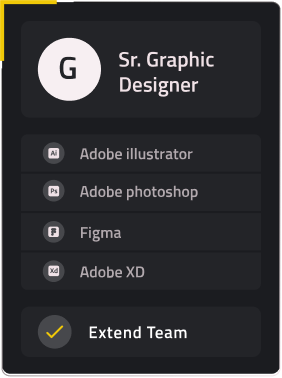 G
Sr. Graphic
Designer
Ai Adobe illustrator
Ps Adobe photoshop
Figma
Xd Adobe XD
Extend Team